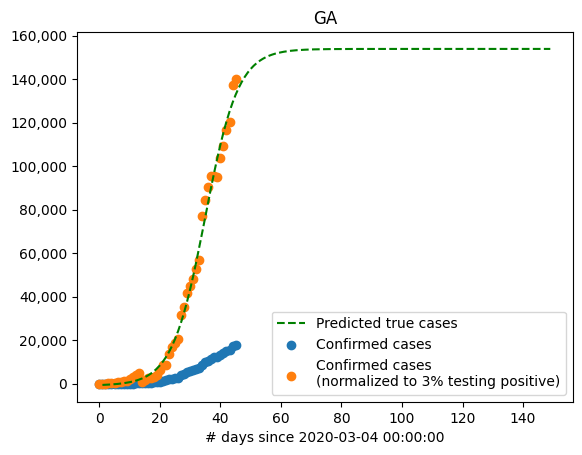 GA
160,000
140,000
120,000
100,000
80,000
60,000
40,000
20,000
0
0
20
40
60
80
100
120
140
# days since 2020-03-04 00:00:00
Predicted true cases
Confirmed cases
Confirmed cases
(normalized to 3% testing positive)